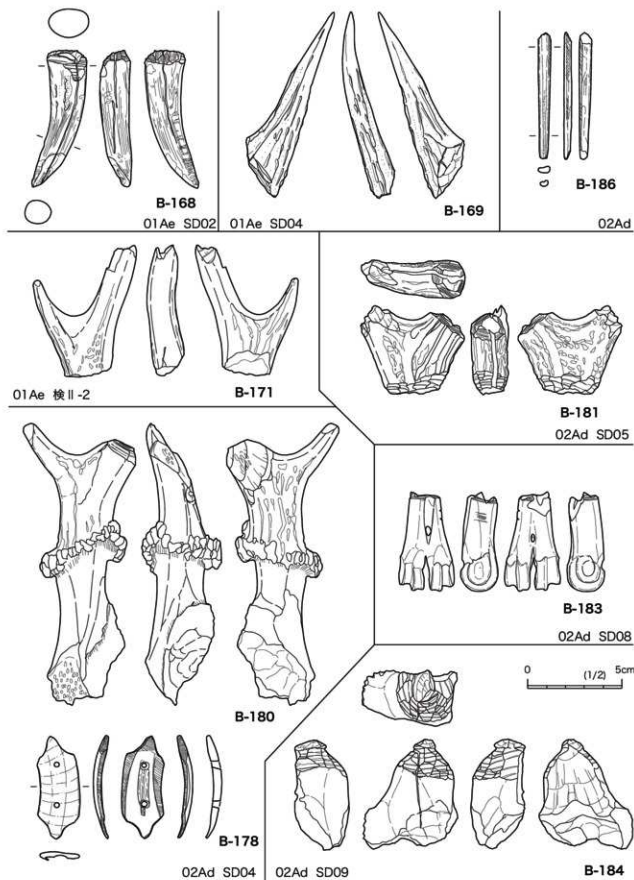 B-168
01Ae SD02
B-169
01Ae SD04
B-186
02Ad
B-171
01Ae 検Ⅱ-2
B-181
02Ad SD05
B-180
B-183
02Ad SD08
0 (1/2) 5cm
B-178
02Ad SD04
B-184
02Ad SD09